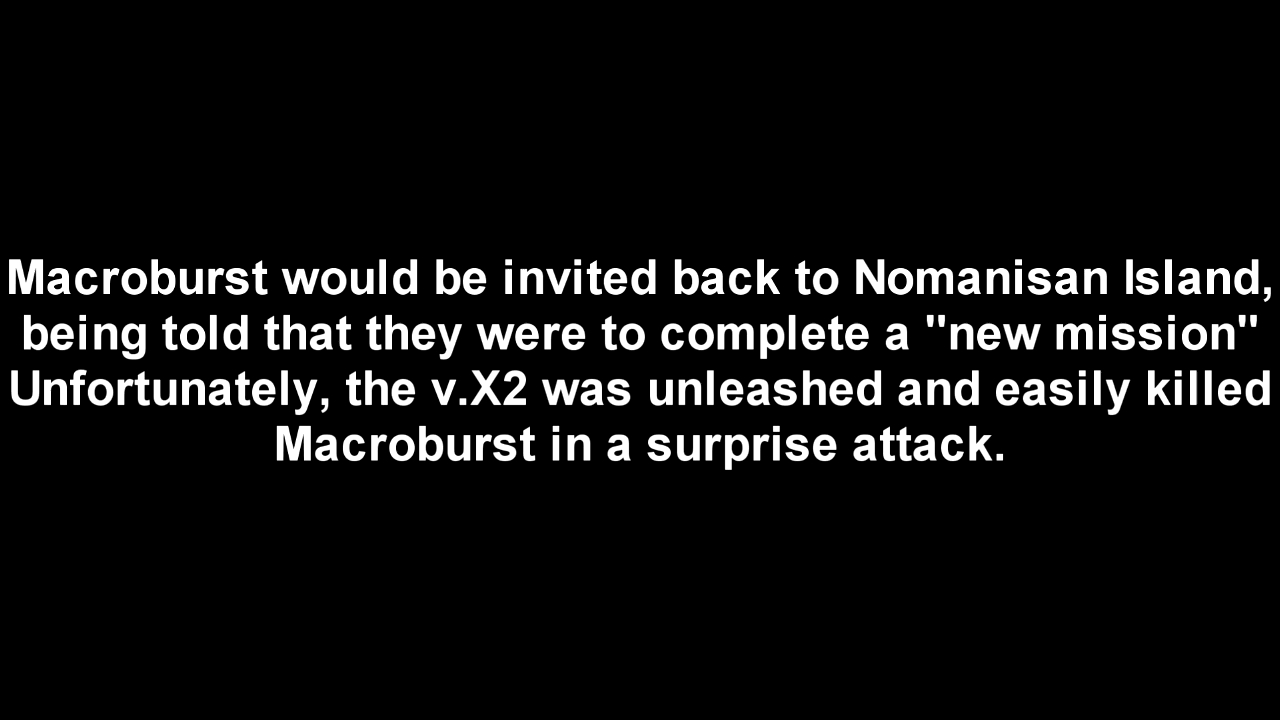 Macroburst would be invited back to Nomanisan Island,
being told that they were to complete a "new mission"
Unfortunately, the v.X2 was unleashed and easily killed
Macroburst in a surprise attack.